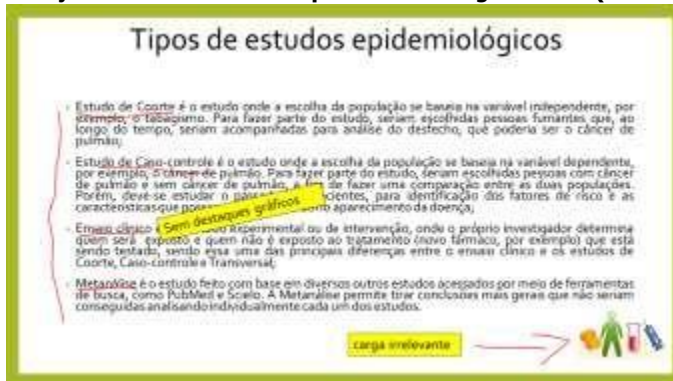 Tipos de estudos epidemiológicos
Estudo de Coorte é o estudo onde a escolha da população se baseia na variável independente, por
exemplo, o tabagismo. Para fazer parte do estudo, seriam escolhidas pessoas fumantes que, ao
longo do tempo, seriam acompanhadas para análise do desfecho, que poderia ser o câncer de
pulmão;
Estudo de Caso-controle é o estudo onde a escolha da população se baseia na variável dependente,
por exemplo, o câncer de pulmão. Para fazer parte do estudo, seriam escolhidas pessoas com câncer
de pulmão e sem câncer de pulmão, a fim de fazer uma comparação entre as duas populações.
Porém, deve-se estudar o pacientes, para identificação dos fatores de risco e as
características que aparecimento da doença;
Sem destaques gráficos
Ensaio clínico é experimental ou de intervenção, onde o próprio investigador determina
quem será exposto e quem não é exposto ao tratamento (novo fármaco, por exemplo) que está
sendo testado, sendo essa uma das principais diferenças entre o ensaio clínico e os estudos de
Coorte, Caso-controle e Transversal;
Metanálise é o estudo feito com base em diversos outros estudos acessados por meio de ferramentas
de busca, como PubMed e Scielo. A Metanálise permite tirar conclusões mais gerais que não seriam
conseguidas analisando individualmente cada um dos estudos.
carga irrelevante